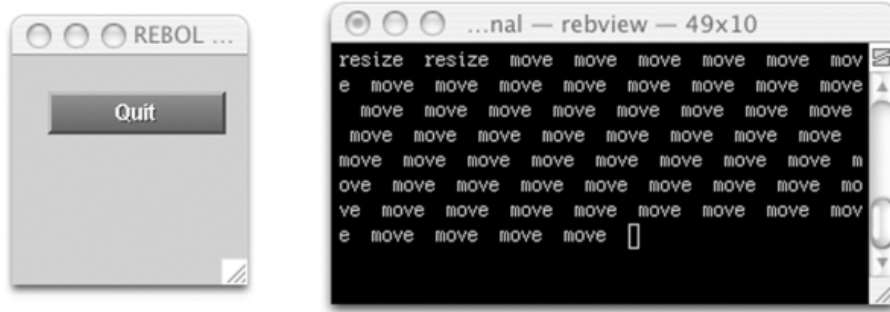 REBOL ...
Quit
...nal — rebview — 49x10
resize  resize  move  move  move  move  move  mov
e  move  move  move  move  move  move  move  move
  move  move  move  move  move  move  move  move
 move  move  move  move  move  move  move  move
move  move  move  move  move  move  move  move  m
ove  move  move  move  move  move  move  move  mo
ve  move  move  move  move  move  move  move  mov
e  move  move  move  move